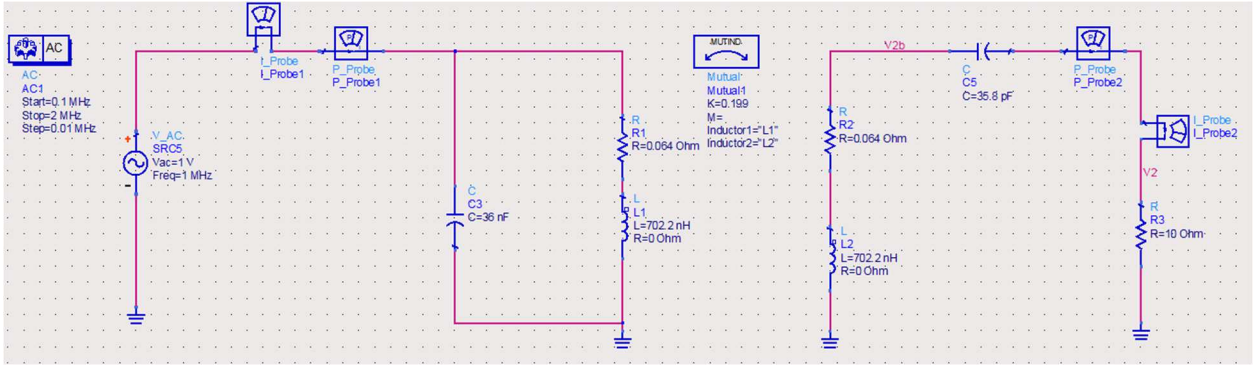 AC
AC
AC1
Start=0.1 MHz
Stop=2 MHz
Step=0.01 MHz
V_AC
SRC5
Vac=1 V
Freq=1 MHz
I_Probe
I_Probe1
P_Probe
P_Probe1
C
C3
C=36 nF
R
R1
R=0.064 Ohm
L
L1
L=702.2 nH
R=0 Ohm
MUTIND
Mutual
Mutual1
K=0.199
M=
Inductor1="L1"
Inductor2="L2"
R
R2
R=0.064 Ohm
L
L2
L=702.2 nH
R=0 Ohm
V2b
C
C5
C=35.8 pF
P_Probe
P_Probe2
I_Probe
I_Probe2
V2
R
R3
R=10 Ohm